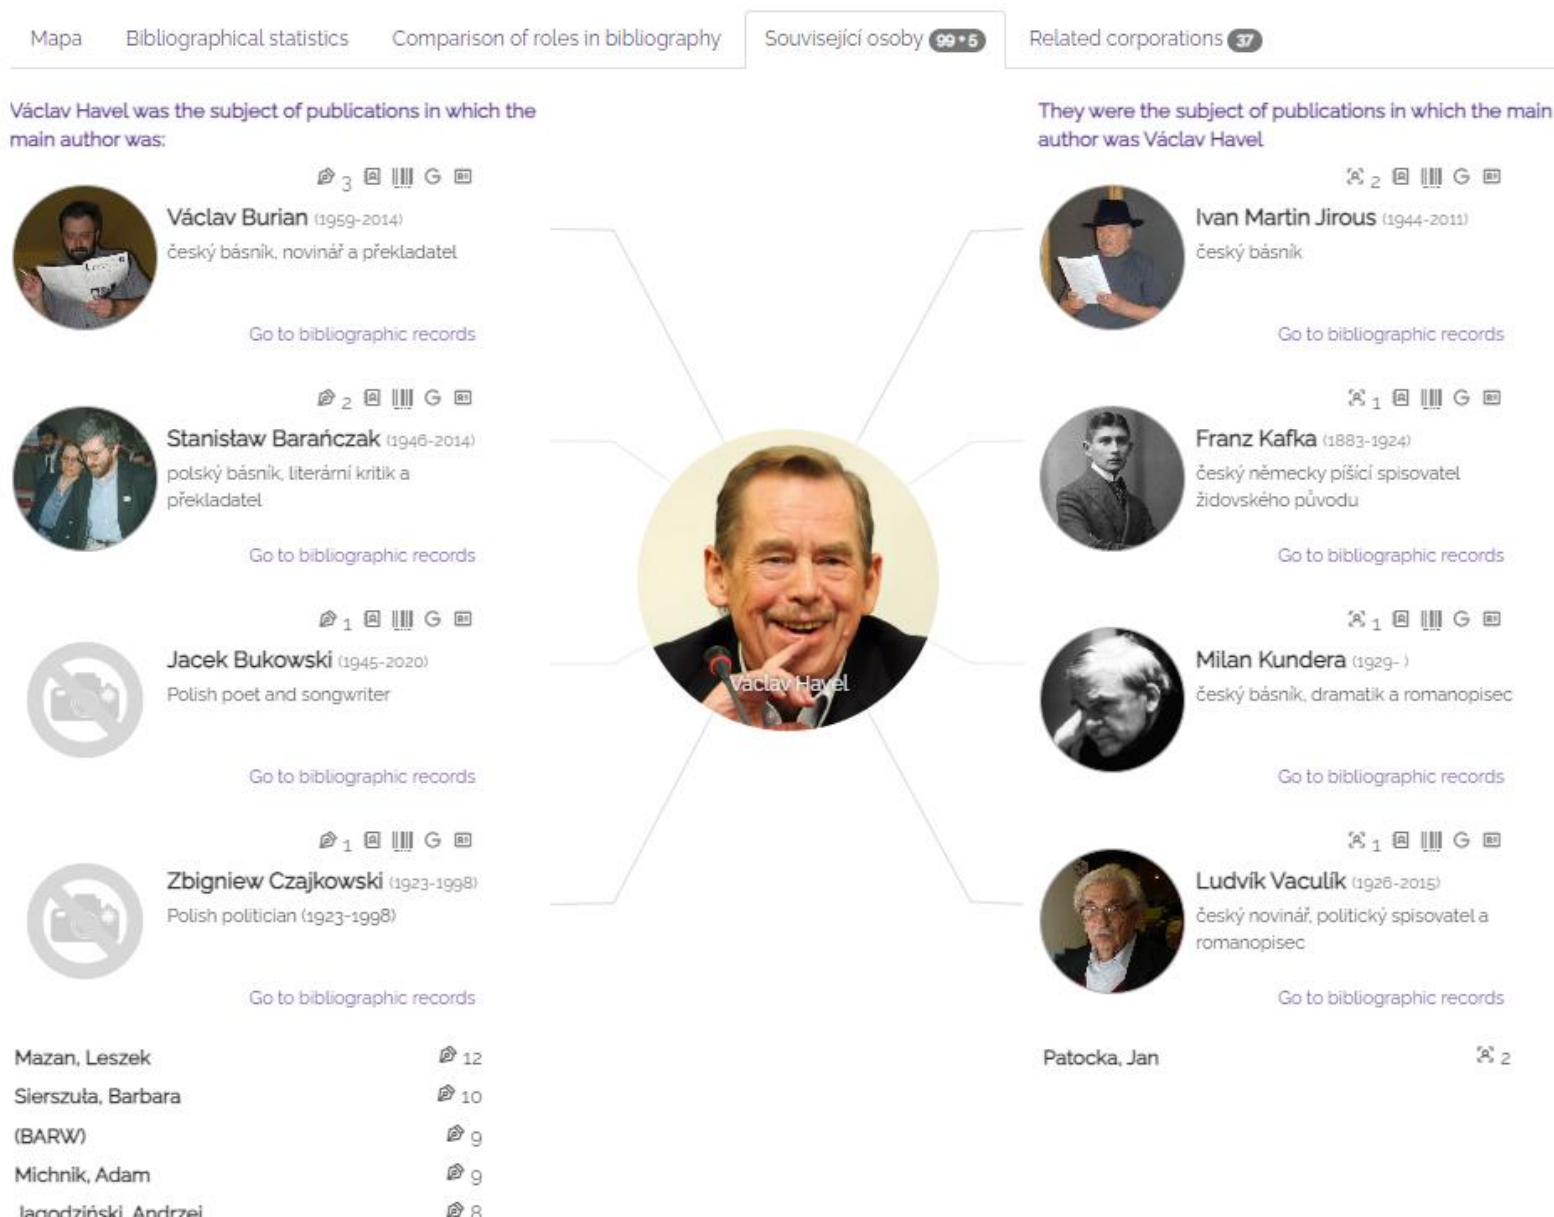 Mapa Bibliographical statistics Comparison of roles in bibliography Související osoby 99 * 5 Related corporations 37
Václav Havel was the subject of publications in which the
main author was:
3
Václav Burian (1959-2014)
český básník, novinář a překladatel
Go to bibliographic records
2
Stanisław Barańczak (1946-2014)
polský básník, literární kritik a
překladatel
Go to bibliographic records
1
Jacek Bukowski (1945-2020)
Polish poet and songwriter
Go to bibliographic records
1
Zbigniew Czajkowski (1923-1998)
Polish politician (1923-1998)
Go to bibliographic records
Mazan, Leszek 12
Sierszuła, Barbara 10
(BARW) 9
Michnik, Adam 9
Jagodziński, Andrzej 8
Václav Havel
They were the subject of publications in which the main
author was Václav Havel
2
Ivan Martin Jirous (1944-2011)
český básník
Go to bibliographic records
1
Franz Kafka (1883-1924)
český německy píšící spisovatel
židovského původu
Go to bibliographic records
1
Milan Kundera (1929- )
český básník, dramatik a romanopisec
Go to bibliographic records
1
Ludvík Vaculík (1926-2015)
český novinář, politický spisovatel a
romanopisec
Go to bibliographic records
Patocka, Jan 2